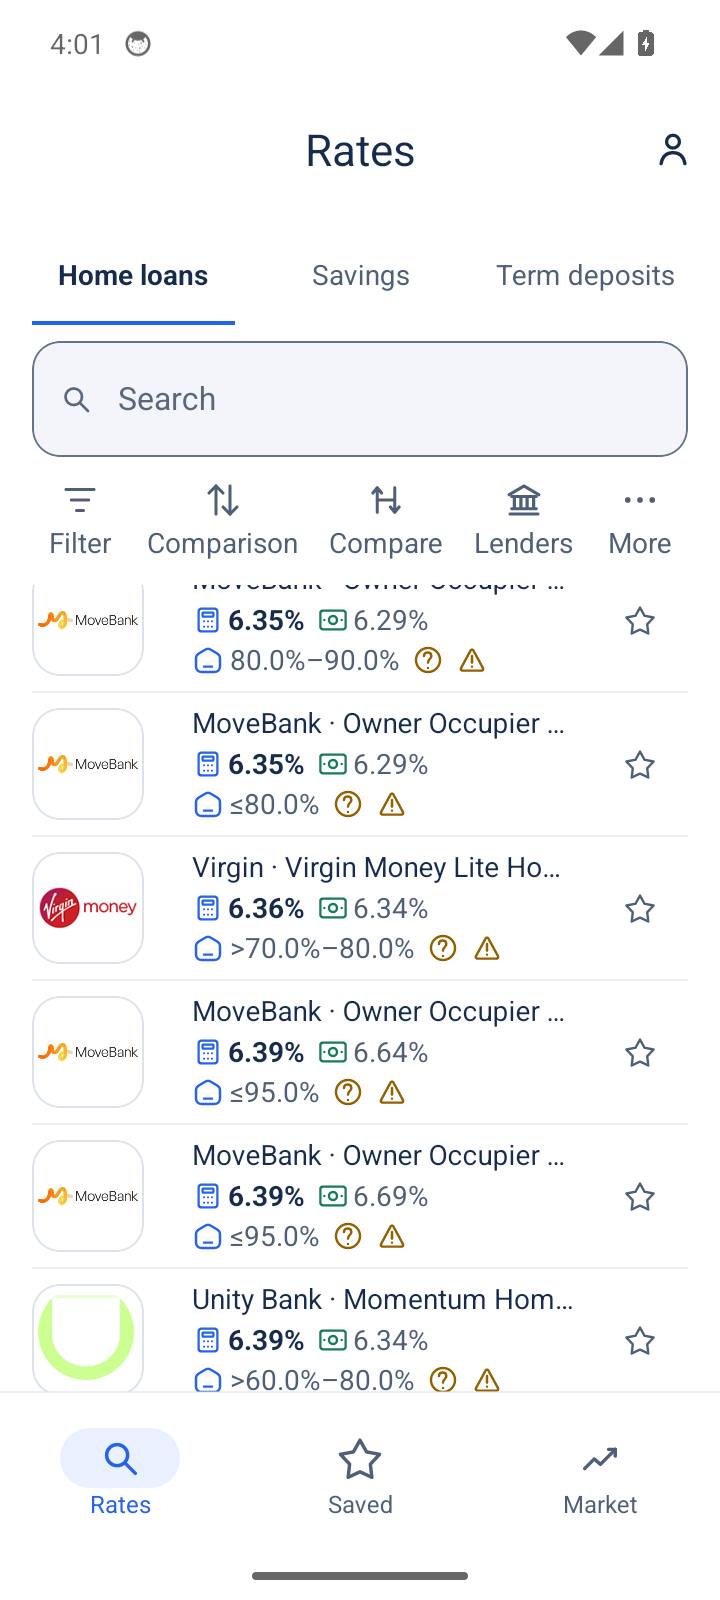 4:01
Rates
Home loans
Savings
Term deposits
Search
Filter
Comparison
Compare
Lenders
More
MoveBank · Owner Occupier ...
MoveBank
6.35% 6.29%
80.0%–90.0%
MoveBank · Owner Occupier ...
MoveBank
6.35% 6.29%
≤80.0%
Virgin · Virgin Money Lite Ho...
Virgin money
6.36% 6.34%
>70.0%–80.0%
MoveBank · Owner Occupier ...
MoveBank
6.39% 6.64%
≤95.0%
MoveBank · Owner Occupier ...
MoveBank
6.39% 6.69%
≤95.0%
Unity Bank · Momentum Hom...
6.39% 6.34%
>60.0%–80.0%
Rates
Saved
Market